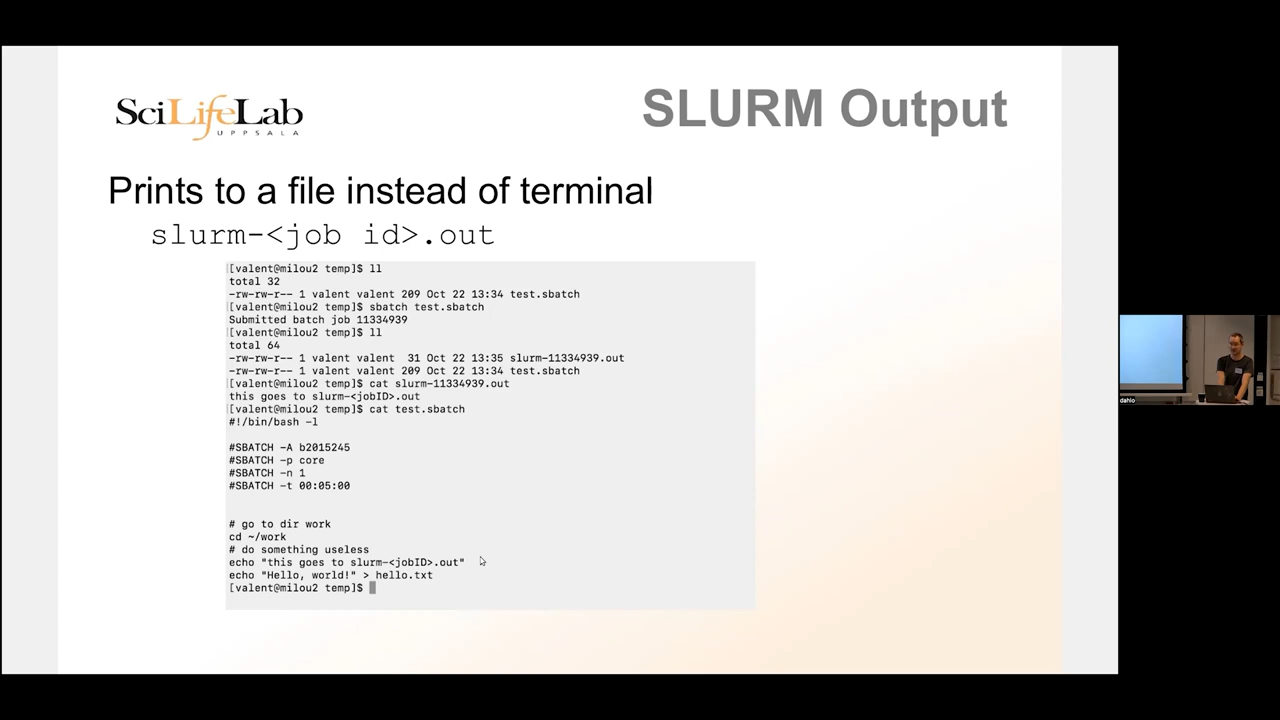 SciLifeLab
UPPSALA
SLURM Output
Prints to a file instead of terminal
slurm-<job id>.out
[valent@milou2 temp]$ ll
total 32
-rw-rw-r-- 1 valent valent 209 Oct 22 13:34 test.sbatch
[valent@milou2 temp]$ sbatch test.sbatch
Submitted batch job 11334939
[valent@milou2 temp]$ ll
total 64
-rw-rw-r-- 1 valent valent  31 Oct 22 13:35 slurm-11334939.out
-rw-rw-r-- 1 valent valent 209 Oct 22 13:34 test.sbatch
[valent@milou2 temp]$ cat slurm-11334939.out
this goes to slurm-<jobID>.out
[valent@milou2 temp]$ cat test.sbatch
#!/bin/bash -l
#SBATCH -A b2015245
#SBATCH -p core
#SBATCH -n 1
#SBATCH -t 00:05:00
# go to dir work
cd ~/work
# do something useless
echo "this goes to slurm-<jobID>.out"
echo "Hello, world!" > hello.txt
[valent@milou2 temp]$
dahlo